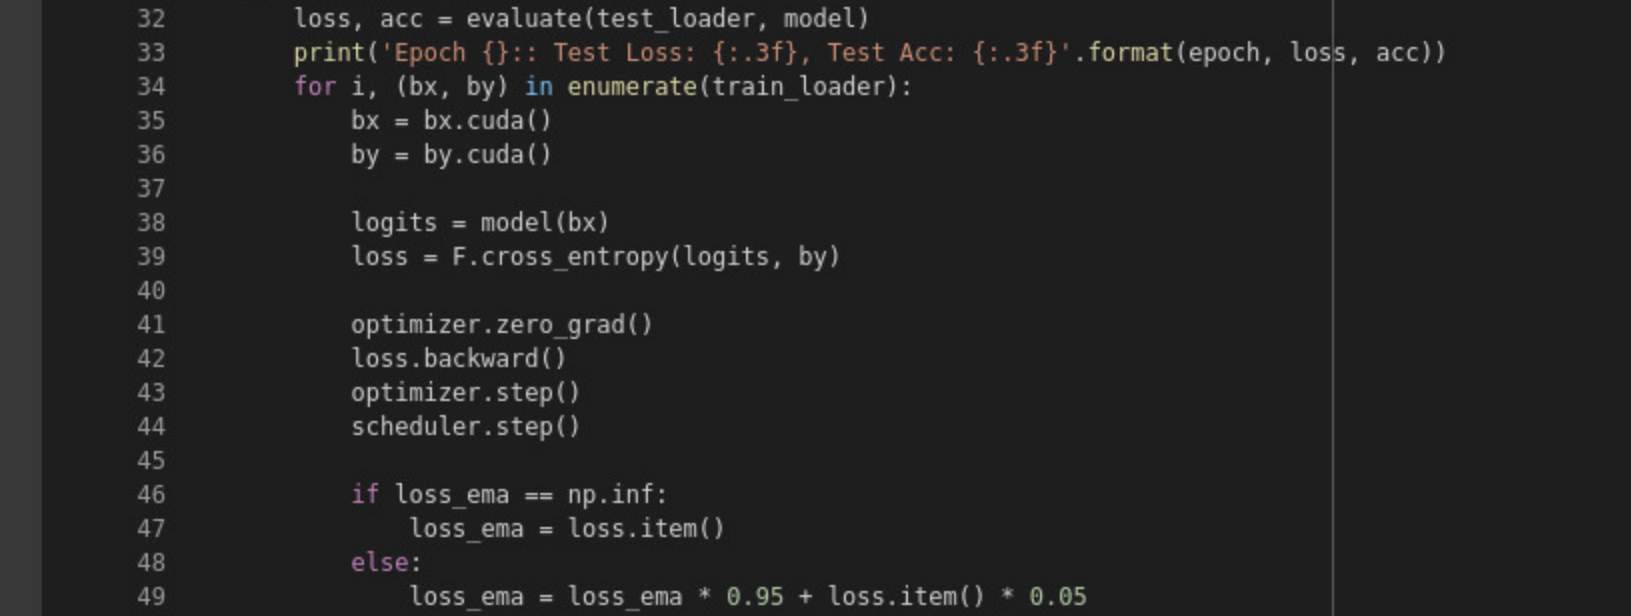 32 loss, acc = evaluate(test_loader, model)
33 print('Epoch {}:: Test Loss: {:.3f}, Test Acc: {:.3f}'.format(epoch, loss, acc))
34 for i, (bx, by) in enumerate(train_loader):
35 bx = bx.cuda()
36 by = by.cuda()
37
38 logits = model(bx)
39 loss = F.cross_entropy(logits, by)
40
41 optimizer.zero_grad()
42 loss.backward()
43 optimizer.step()
44 scheduler.step()
45
46 if loss_ema == np.inf:
47 loss_ema = loss.item()
48 else:
49 loss_ema = loss_ema * 0.95 + loss.item() * 0.05